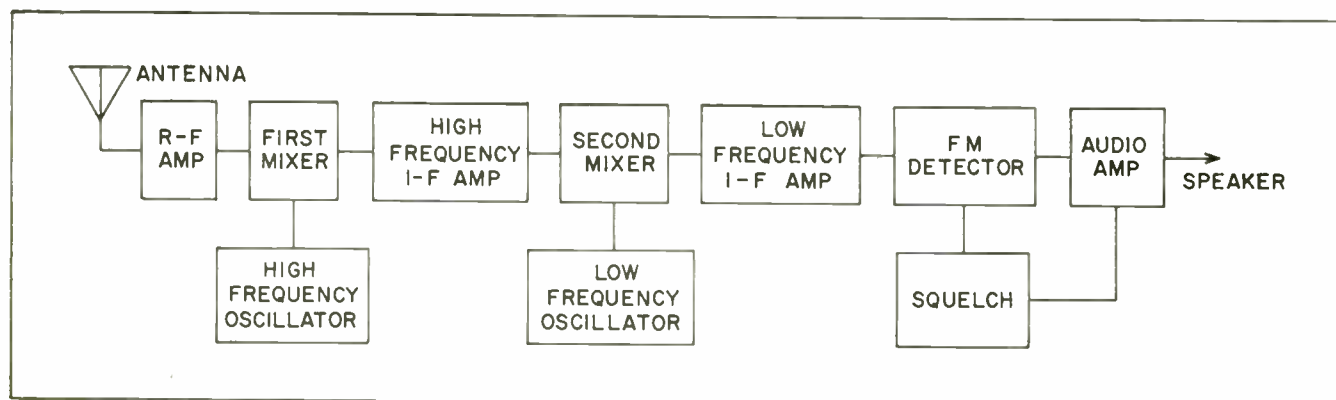 ANTENNA
R-F
AMP
FIRST
MIXER
HIGH
FREQUENCY
I-F AMP
SECOND
MIXER
LOW
FREQUENCY
I-F AMP
FM
DETECTOR
AUDIO
AMP
SPEAKER
HIGH
FREQUENCY
OSCILLATOR
LOW
FREQUENCY
OSCILLATOR
SQUELCH